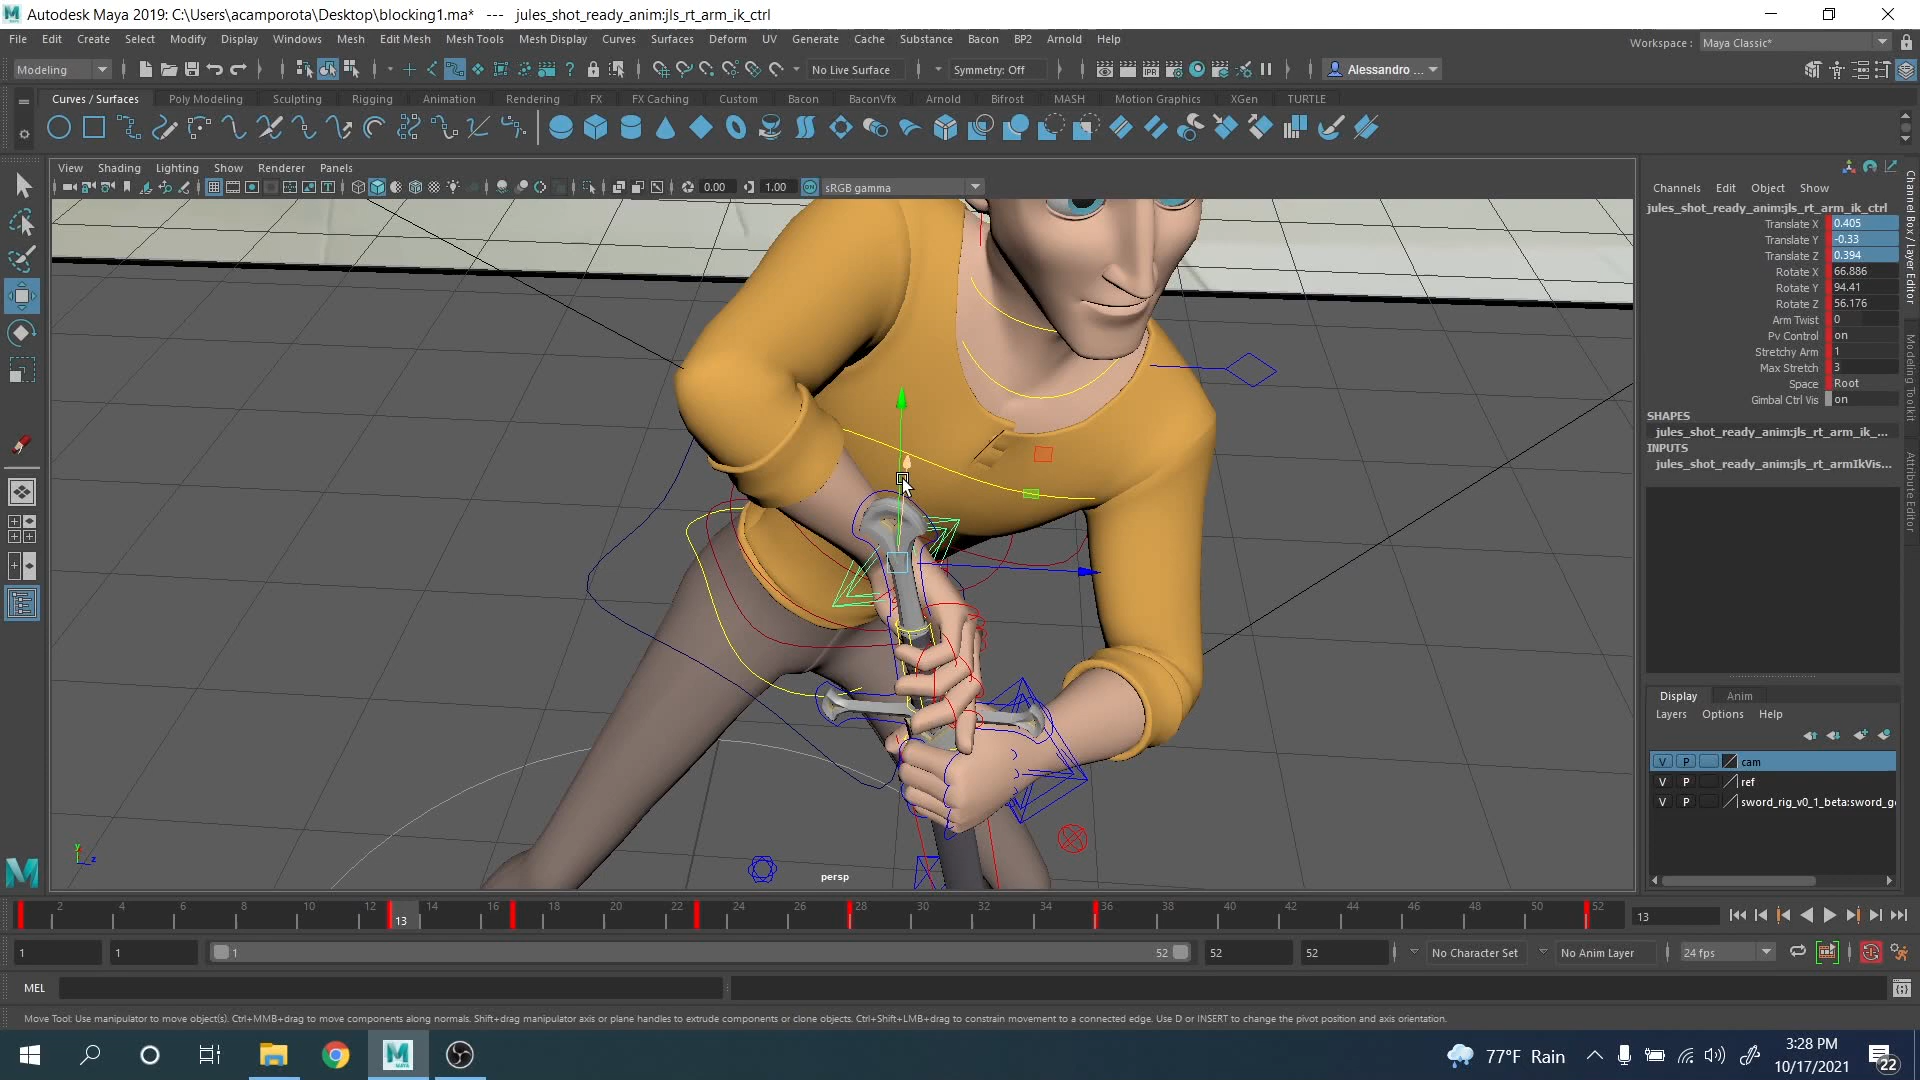 Autodesk Maya 2019: C:\Users\acamporota\Desktop\blocking1.ma*   ---   jules_shot_ready_anim:jls_rt_arm_ik_ctrl
File Edit Create Select Modify Display Windows Mesh Edit Mesh Mesh Tools Mesh Display Curves Surfaces Deform UV Generate Cache Substance Bacon BP2 Arnold Help
Workspace : Maya Classic*
Modeling No Live Surface Symmetry: Off Alessandro ...
Curves / Surfaces Poly Modeling Sculpting Rigging Animation Rendering FX FX Caching Custom Bacon BaconVfx Arnold Bifrost MASH Motion Graphics XGen TURTLE
View Shading Lighting Show Renderer Panels
0.00 1.00 ON sRGB gamma
persp
y
z
Channels Edit Object Show
jules_shot_ready_anim:jls_rt_arm_ik_ctrl
Translate X 0.405
Translate Y -0.33
Translate Z 0.394
Rotate X 66.886
Rotate Y 94.41
Rotate Z 56.176
Arm Twist 0
Pv Control on
Stretchy Arm 1
Max Stretch 3
Space Root
Gimbal Ctrl Vis on
SHAPES
jules_shot_ready_anim:jls_rt_arm_ik_...
INPUTS
jules_shot_ready_anim:jls_rt_armIkVis...
Channel Box / Layer Editor
Modeling Toolkit
Attribute Editor
Display Anim
Layers Options Help
V P cam
V P ref
V P sword_rig_v0_1_beta:sword_g
2 4 6 8 10 12 13 14 16 18 20 22 24 26 28 30 32 34 36 38 40 42 44 46 48 50 52 13
1 1 1 52 52 52 No Character Set No Anim Layer 24 fps
MEL
Move Tool: Use manipulator to move object(s). Ctrl+MMB+drag to move components along normals. Shift+drag manipulator axis or plane handles to extrude components or clone objects. Ctrl+Shift+LMB+drag to constrain movement to a connected edge. Use D or INSERT to change the pivot position and axis orientation.
77°F Rain
3:28 PM
10/17/2021
22